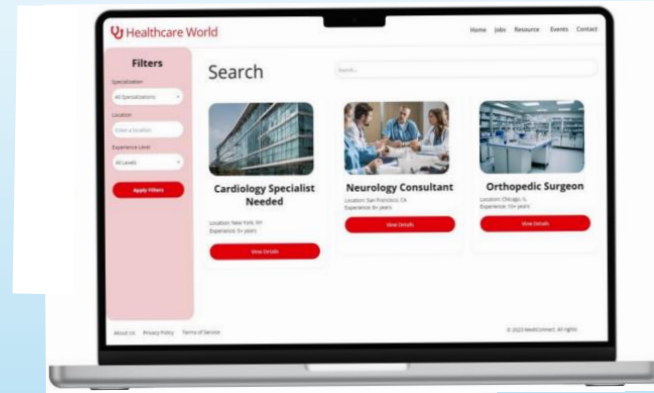 Healthcare World
Home Jobs Resource Events Contact
Filters
Specialization
All Specializations
Location
Enter a location
Experience Level
All Levels
Apply Filters
Search
Search...
Cardiology Specialist
Needed
Location: New York, NY
Experience: 5+ years
View Details
Neurology Consultant
Location: San Francisco, CA
Experience: 8+ years
View Details
Orthopedic Surgeon
Location: Chicago, IL
Experience: 10+ years
View Details
About Us Privacy Policy Terms of Service
© 2023 MediConnect. All rights